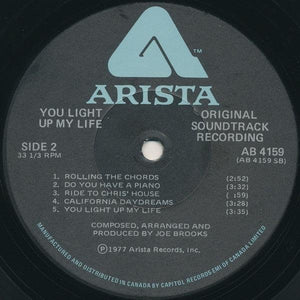 TM
ARISTA
YOU LIGHT
UP MY LIFE
ORIGINAL
SOUNDTRACK
RECORDING
SIDE 2
33 1/3 RPM
AB 4159
(AB 4159 SB)
1. ROLLING THE CHORDS (2:52)
2. DO YOU HAVE A PIANO (3:32)
3. RIDE TO CHRIS' HOUSE (1:59)
4. CALIFORNIA DAYDREAMS (3:28)
5. YOU LIGHT UP MY LIFE (3:35)
COMPOSED, ARRANGED AND
PRODUCED BY JOE BROOKS
℗ 1977 Arista Records, Inc.
MANUFACTURED AND DISTRIBUTED IN CANADA BY CAPITOL RECORDS EMI OF CANADA LIMITED